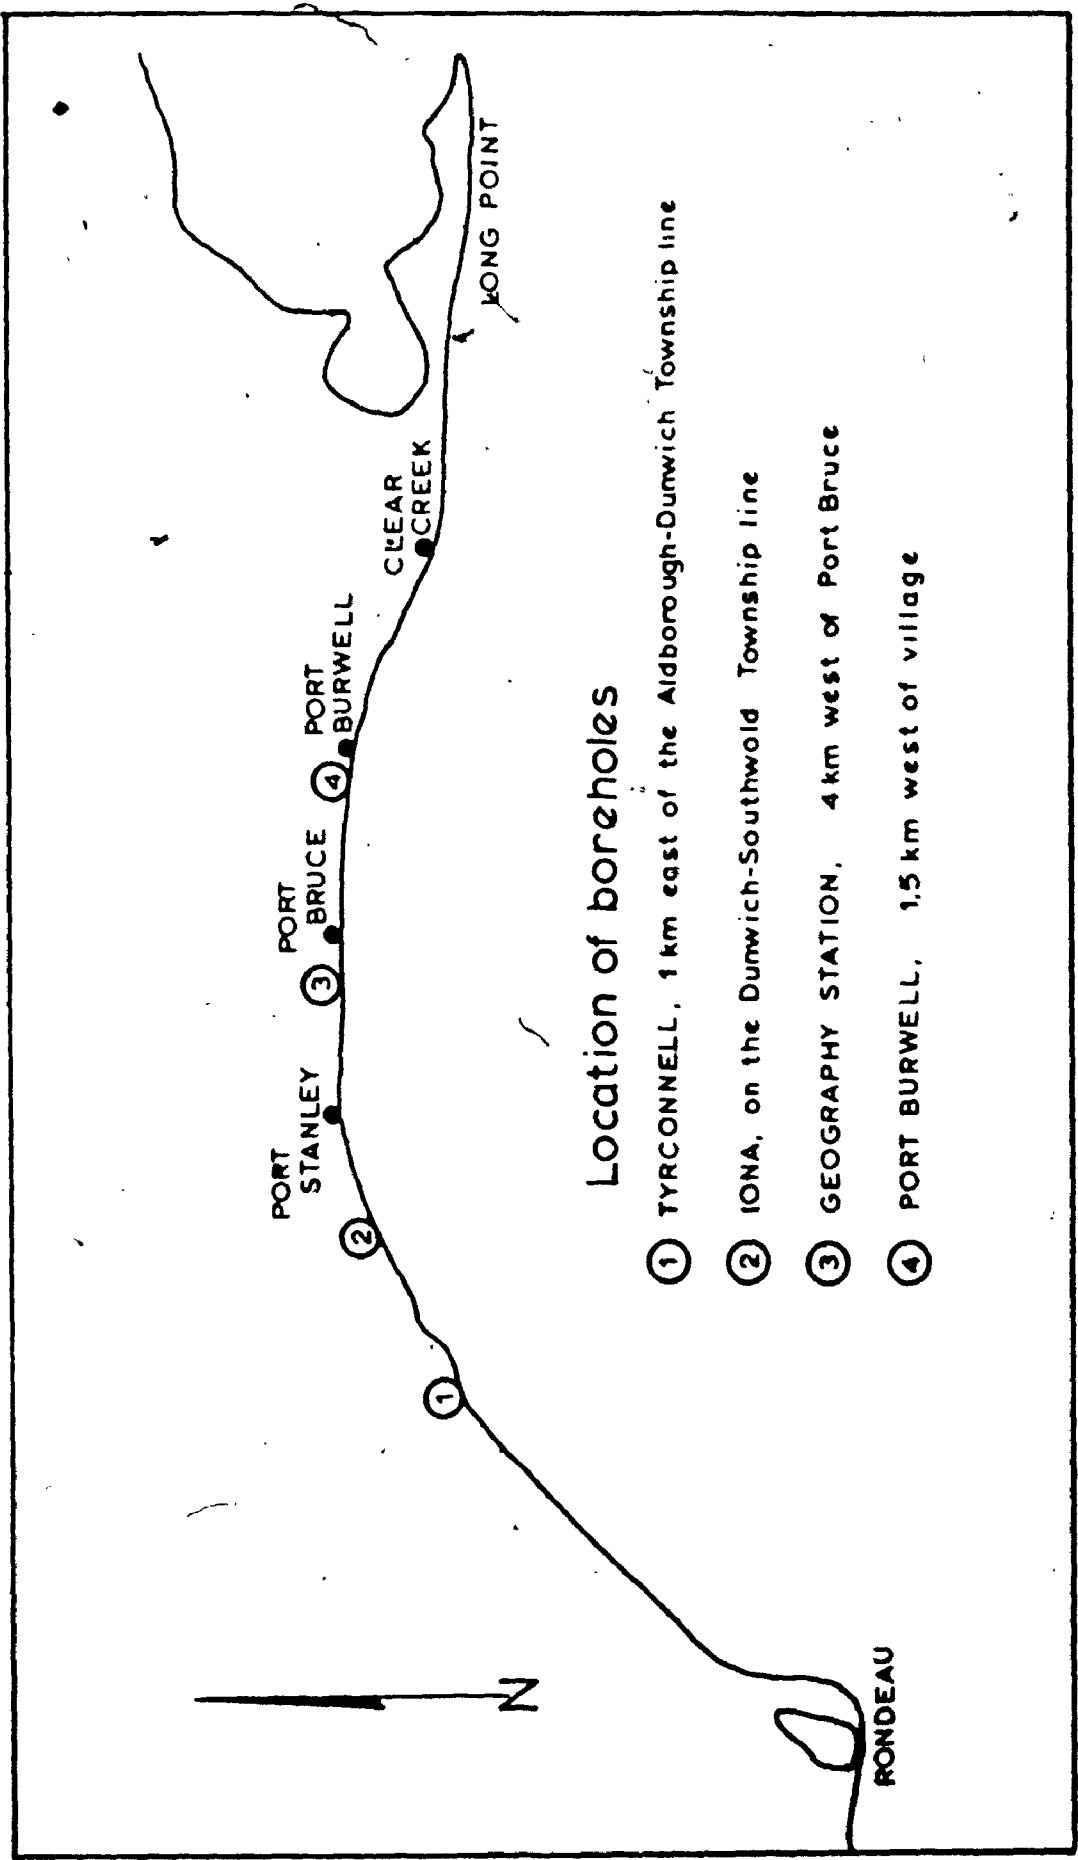 LONG POINT
CLEAR
CREEK
PORT
BURWELL
4
PORT
BRUCE
3
PORT
STANLEY
2
1
N
RONDEAU
Location of boreholes
1 TYRCONNELL, 1 km east of the Aldborough-Dunwich Township line
2 IONA, on the Dunwich-Southwold Township line
3 GEOGRAPHY STATION, 4 km west of Port Bruce
4 PORT BURWELL, 1.5 km west of village